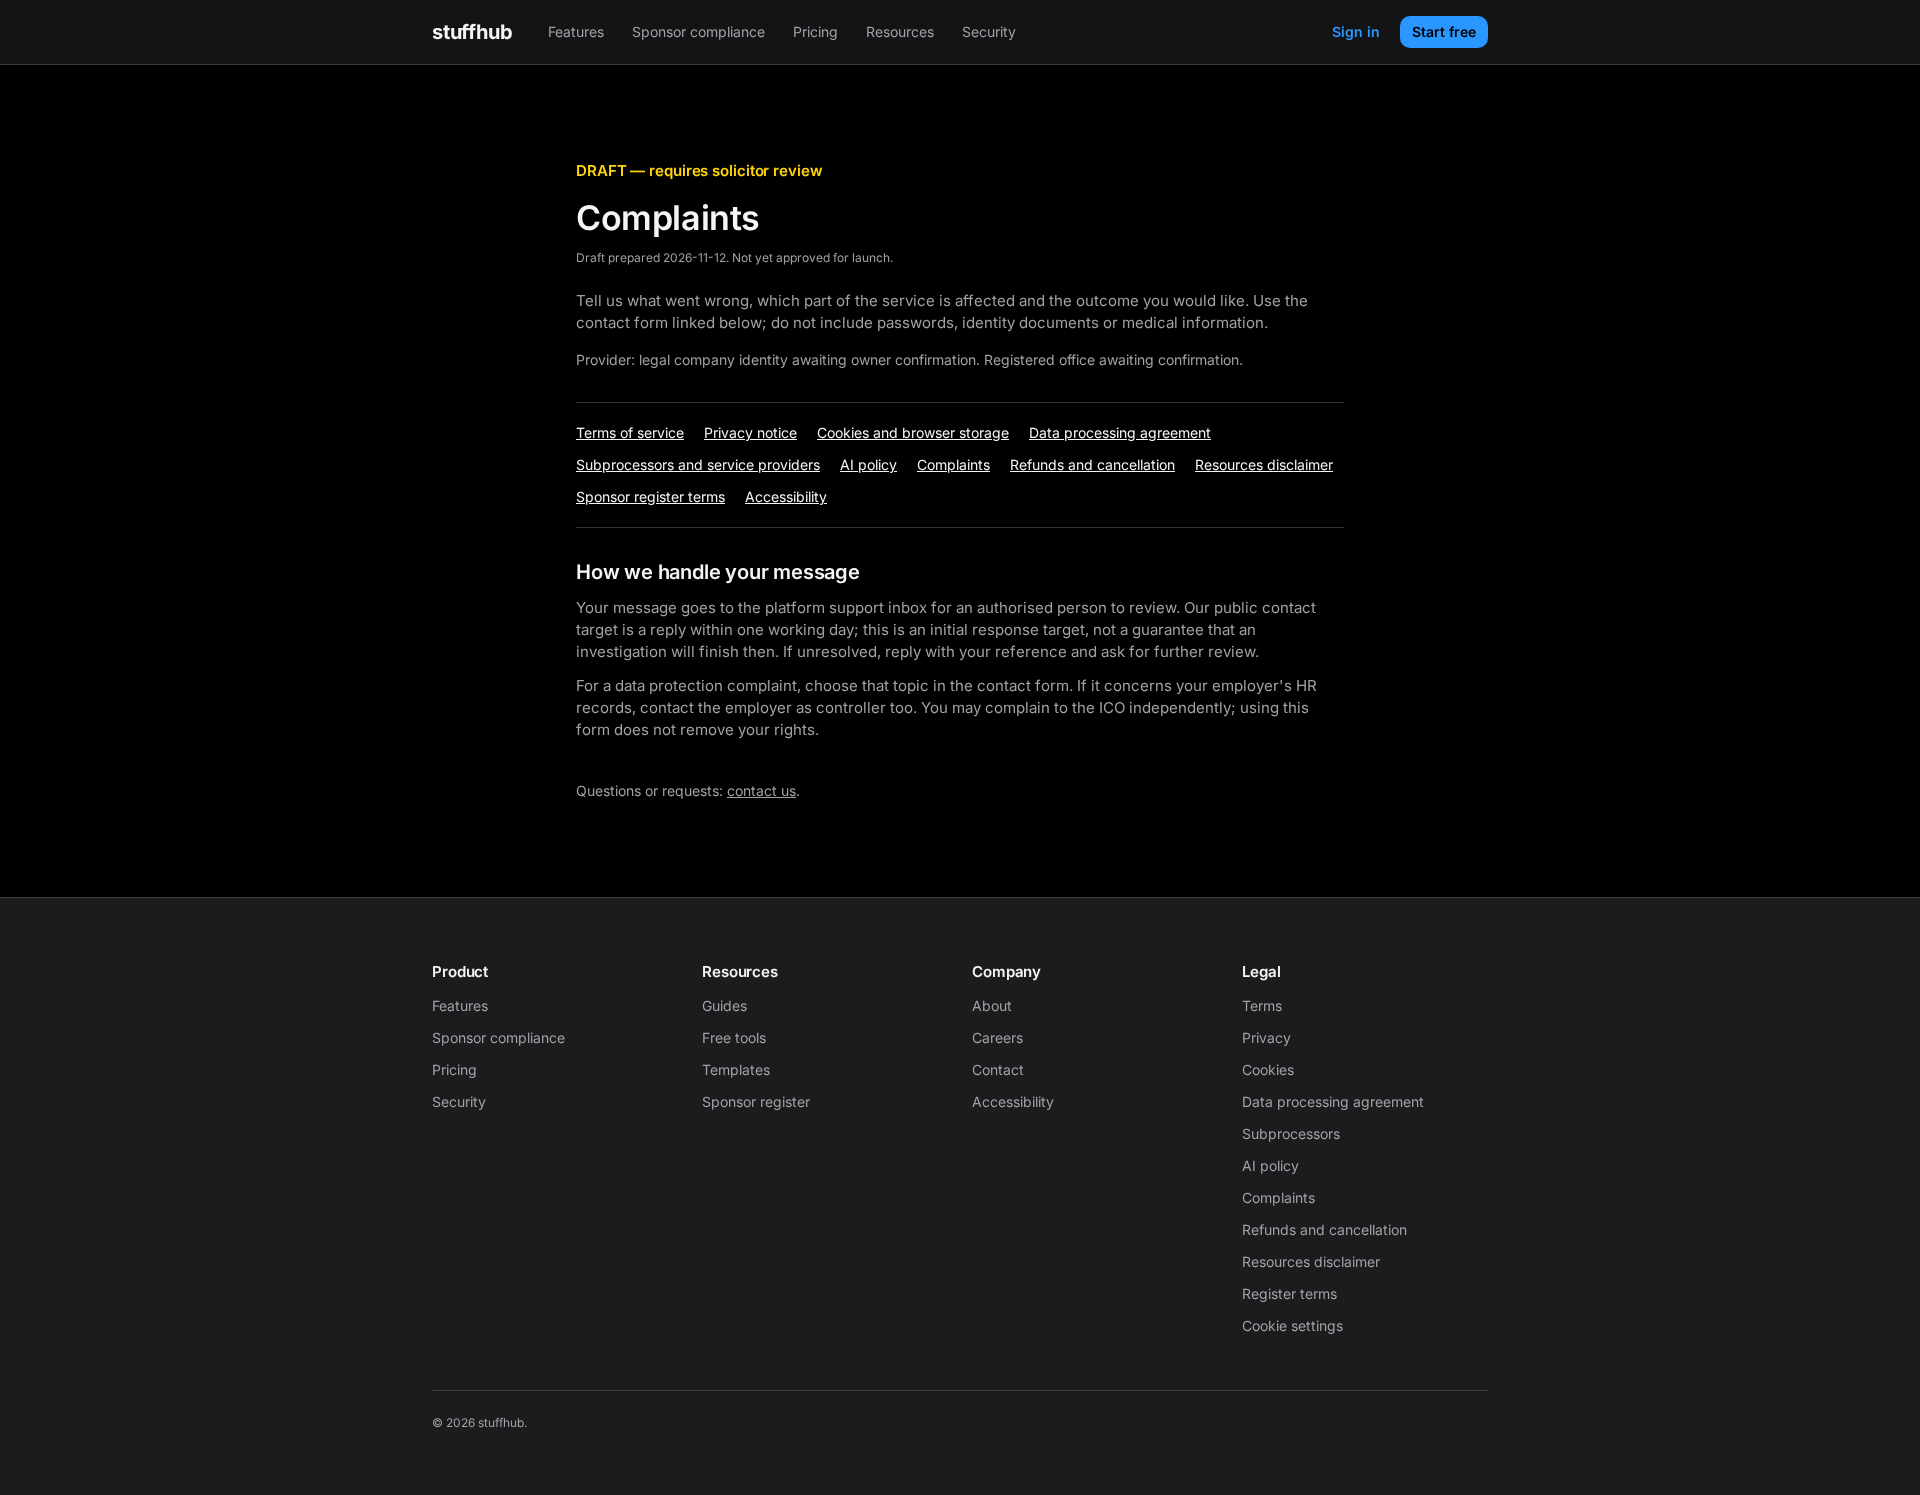 stuffhub
Features
Sponsor compliance
Pricing
Resources
Security
Sign in
Start free
DRAFT — requires solicitor review
Complaints
Draft prepared 2026-11-12. Not yet approved for launch.
Tell us what went wrong, which part of the service is affected and the outcome you would like. Use the
contact form linked below; do not include passwords, identity documents or medical information.
Provider: legal company identity awaiting owner confirmation. Registered office awaiting confirmation.
Terms of service Privacy notice Cookies and browser storage Data processing agreement
Subprocessors and service providers AI policy Complaints Refunds and cancellation Resources disclaimer
Sponsor register terms Accessibility
How we handle your message
Your message goes to the platform support inbox for an authorised person to review. Our public contact
target is a reply within one working day; this is an initial response target, not a guarantee that an
investigation will finish then. If unresolved, reply with your reference and ask for further review.
For a data protection complaint, choose that topic in the contact form. If it concerns your employer's HR
records, contact the employer as controller too. You may complain to the ICO independently; using this
form does not remove your rights.
Questions or requests: contact us.
Product
Features
Sponsor compliance
Pricing
Security
Resources
Guides
Free tools
Templates
Sponsor register
Company
About
Careers
Contact
Accessibility
Legal
Terms
Privacy
Cookies
Data processing agreement
Subprocessors
AI policy
Complaints
Refunds and cancellation
Resources disclaimer
Register terms
Cookie settings
© 2026 stuffhub.